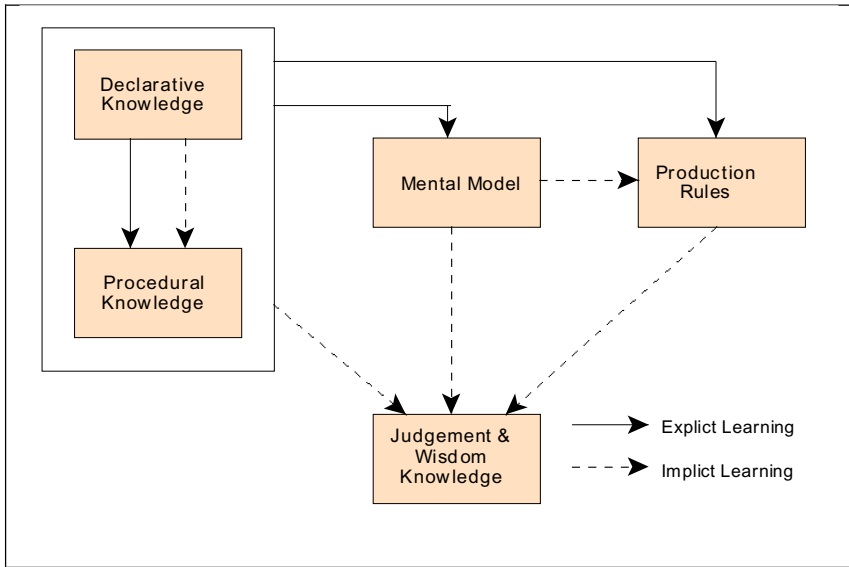 Declarative
Knowledge
Mental Model
Production
Rules
Procedural
Knowledge
Judgement &
Wisdom
Knowledge
Explict Learning
Implict Learning